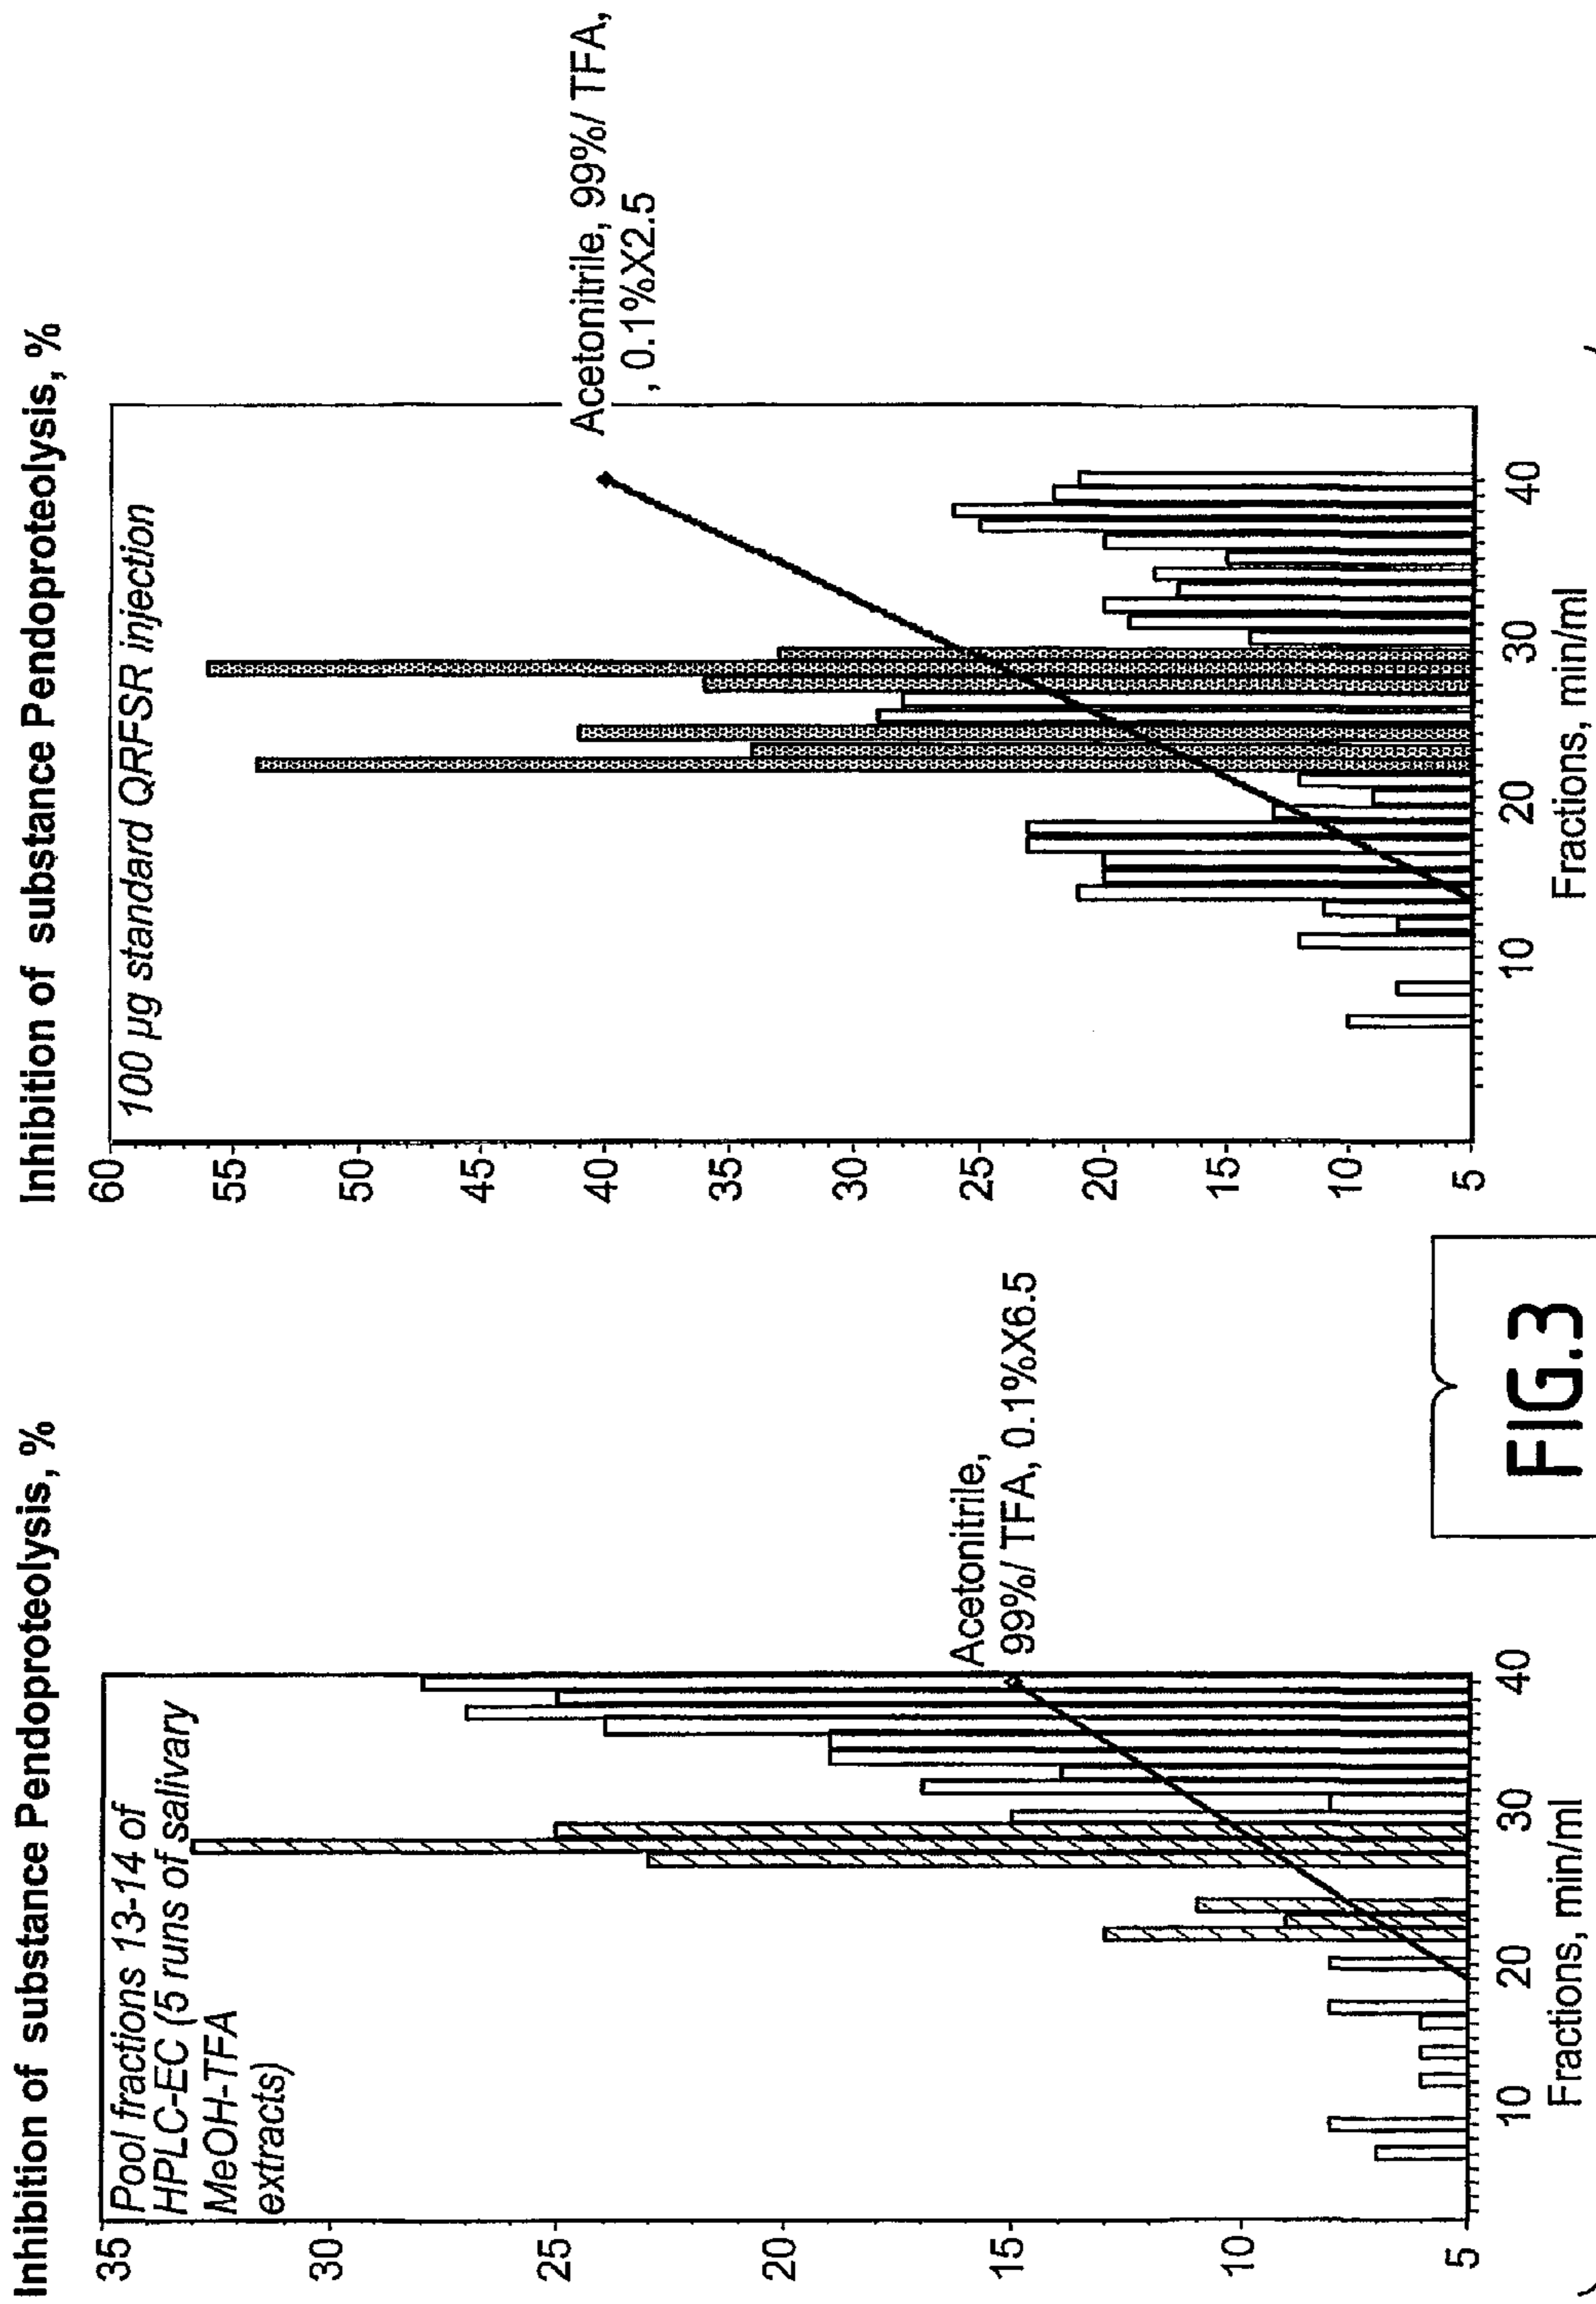 Inhibition of substance Pendoproteolysis, %
35
30
25
20
15
10
5
Pool fractions 13-14 of
HPLC-EC (5 runs of salivary
MeOH-TFA
extracts)
Acetonitrile,
99%/ TFA, 0.1%X6.5
10
20
30
40
Fractions, min/ml
Inhibition of substance Pendoproteolysis, %
60
55
50
45
40
35
30
25
20
15
10
5
100 µg standard QRFSR injection
Acetonitrile, 99%/ TFA,
, 0.1%X2.5
10
20
30
40
Fractions, min/ml
FIG.3